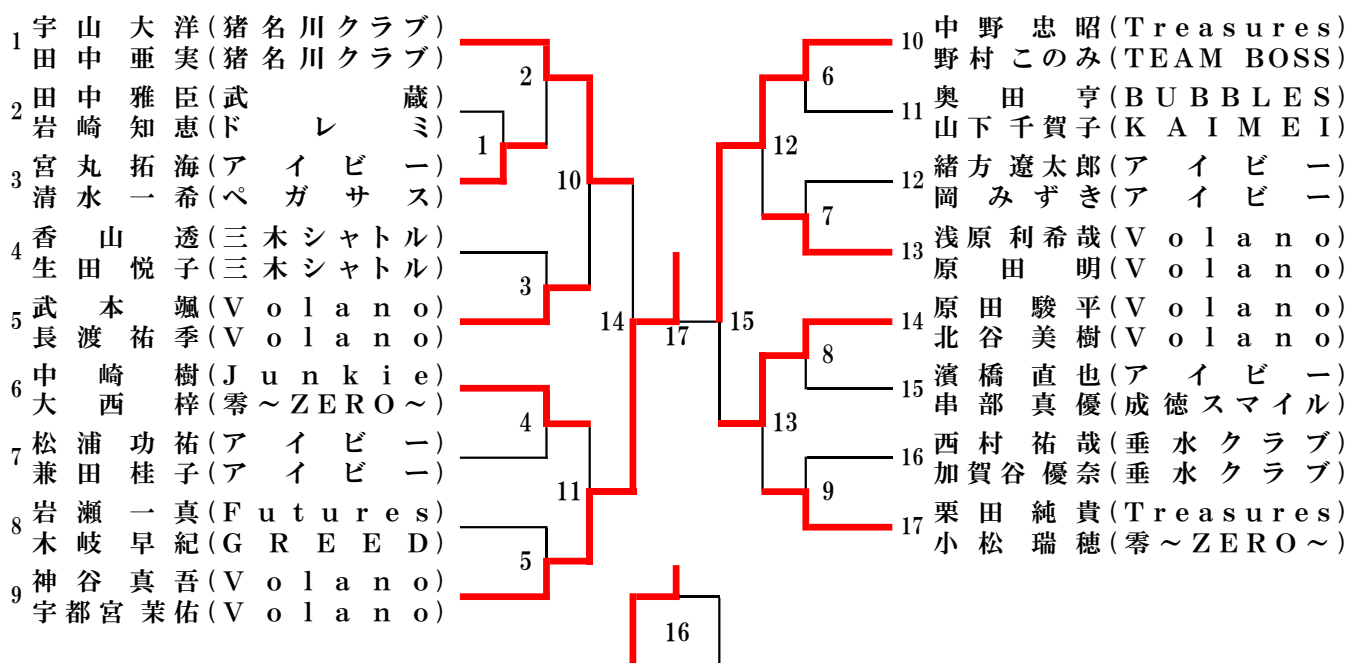 1 宇山 大洋(猪名川クラブ)
田中 亜実(猪名川クラブ)
2 田中 雅臣(武蔵)
岩崎 知恵(ドレミ)
3 宮丸 拓海(アイビー)
清水 一希(ペガサス)
4 香山 透(三木シャトル)
生田 悦子(三木シャトル)
5 武本 颯(Volano)
長渡 祐季(Volano)
6 中崎 樹(Junkie)
大西 梓(零～ZERO～)
7 松浦 功祐(アイビー)
兼田 桂子(アイビー)
8 岩瀬 一真(Futures)
木岐 早紀(GREED)
9 神谷 真吾(Volano)
宇都宮 茉佑(Volano)
2
1
10
3
14
4
11
5
17
16
6
12
7
15
8
13
9
10 中野 忠昭(Treasures)
野村 このみ(TEAM BOSS)
11 奥田 亨(BUBBLES)
山下 千賀子(KAIMEI)
12 緒方 遼太郎(アイビー)
岡 みずき(アイビー)
13 浅原 利希哉(Volano)
原田 明(Volano)
14 原田 駿平(Volano)
北谷 美樹(Volano)
15 濱橋 直也(アイビー)
串部 真優(成徳スマイル)
16 西村 祐哉(垂水クラブ)
加賀谷 優奈(垂水クラブ)
17 栗田 純貴(Treasures)
小松 瑞穂(零～ZERO～)